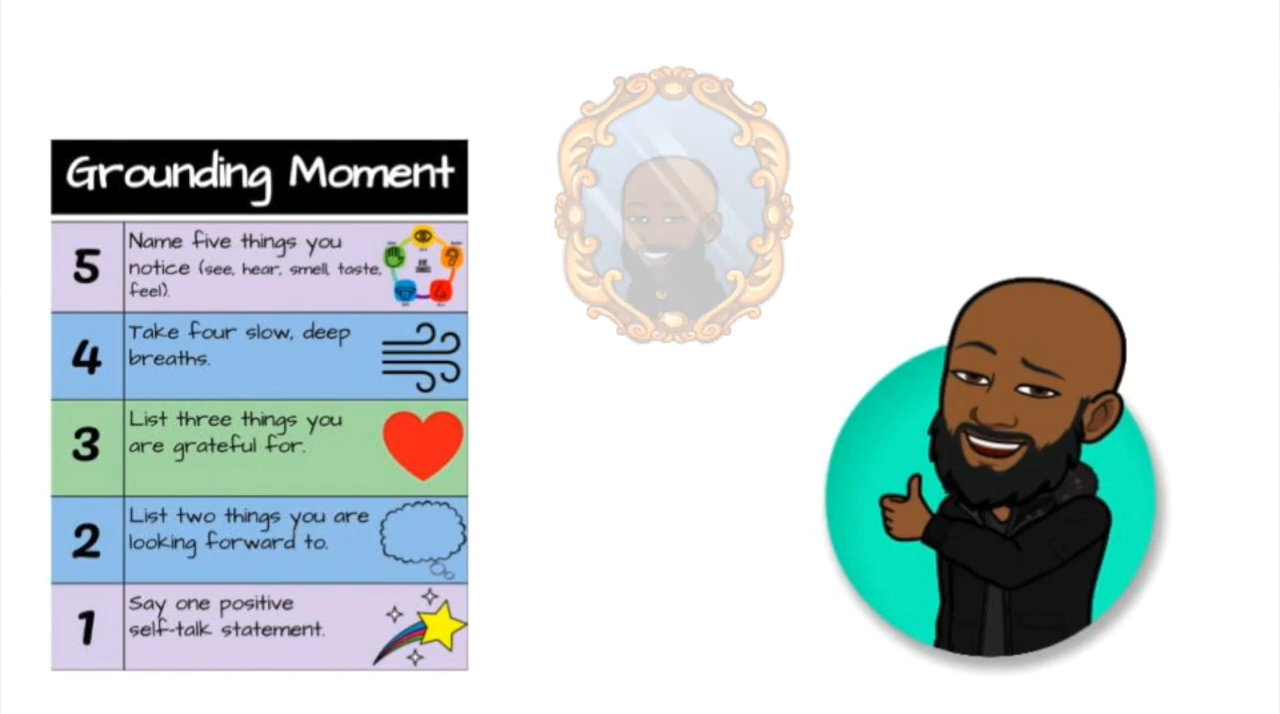 Grounding Moment
5
Name five things you
notice (see, hear, smell, taste,
feel).
4
Take four slow, deep
breaths.
3
List three things you
are grateful for.
2
List two things you are
looking forward to.
1
Say one positive
self-talk statement.